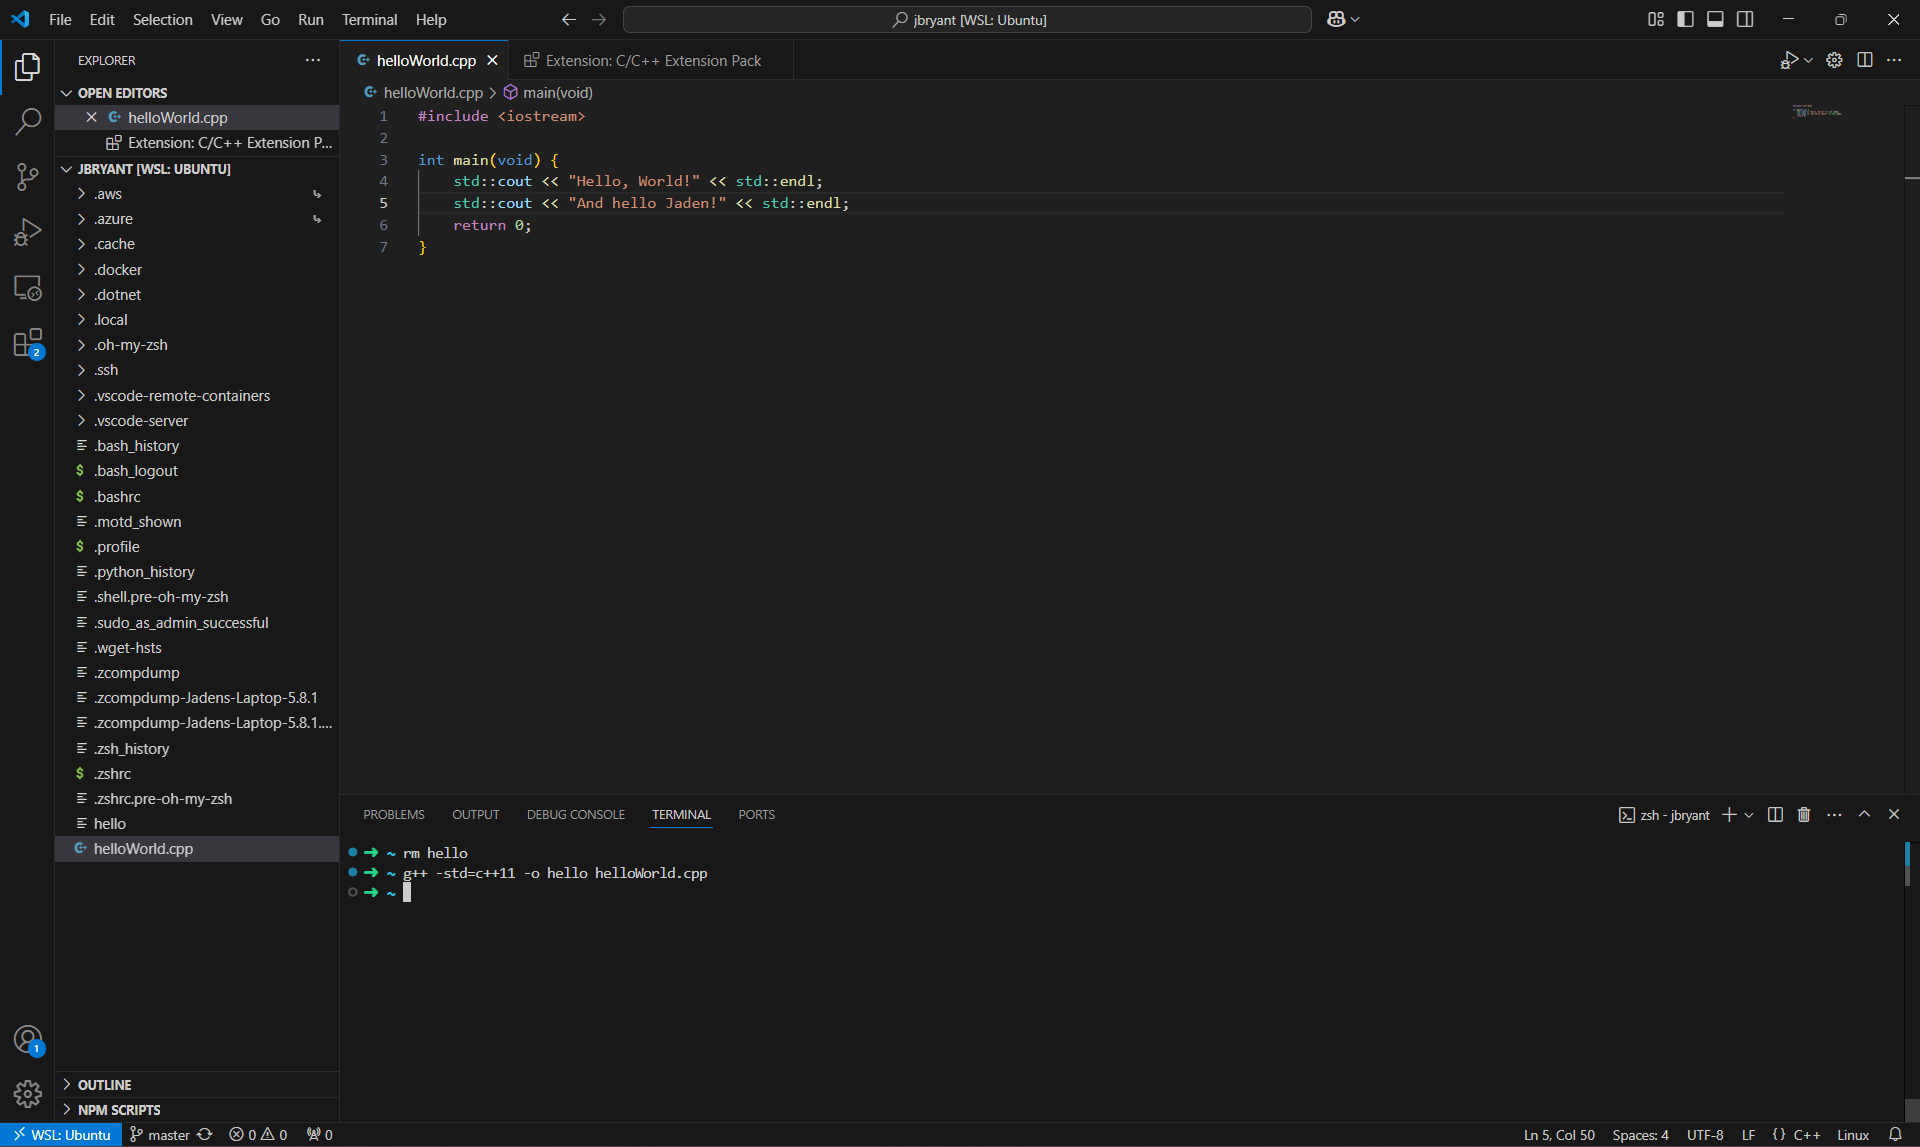 File Edit Selection View Go Run Terminal Help
jbryant [WSL: Ubuntu]
EXPLORER
OPEN EDITORS
helloWorld.cpp
Extension: C/C++ Extension P...
JBRYANT [WSL: UBUNTU]
.aws
.azure
.cache
.docker
.dotnet
.local
.oh-my-zsh
.ssh
.vscode-remote-containers
.vscode-server
.bash_history
$ .bash_logout
$ .bashrc
.motd_shown
$ .profile
.python_history
.shell.pre-oh-my-zsh
.sudo_as_admin_successful
.wget-hsts
.zcompdump
.zcompdump-Jadens-Laptop-5.8.1
.zcompdump-Jadens-Laptop-5.8.1....
.zsh_history
$ .zshrc
.zshrc.pre-oh-my-zsh
hello
helloWorld.cpp
OUTLINE
NPM SCRIPTS
2
1
helloWorld.cpp
Extension: C/C++ Extension Pack
helloWorld.cpp > main(void)
1 #include <iostream>
2
3 int main(void) {
4 std::cout << "Hello, World!" << std::endl;
5 std::cout << "And hello Jaden!" << std::endl;
6 return 0;
7 }
PROBLEMS OUTPUT DEBUG CONSOLE TERMINAL PORTS
zsh - jbryant
➜ ~ rm hello
➜ ~ g++ -std=c++11 -o hello helloWorld.cpp
➜ ~
WSL: Ubuntu master 0 0 0 Ln 5, Col 50 Spaces: 4 UTF-8 LF {} C++ Linux